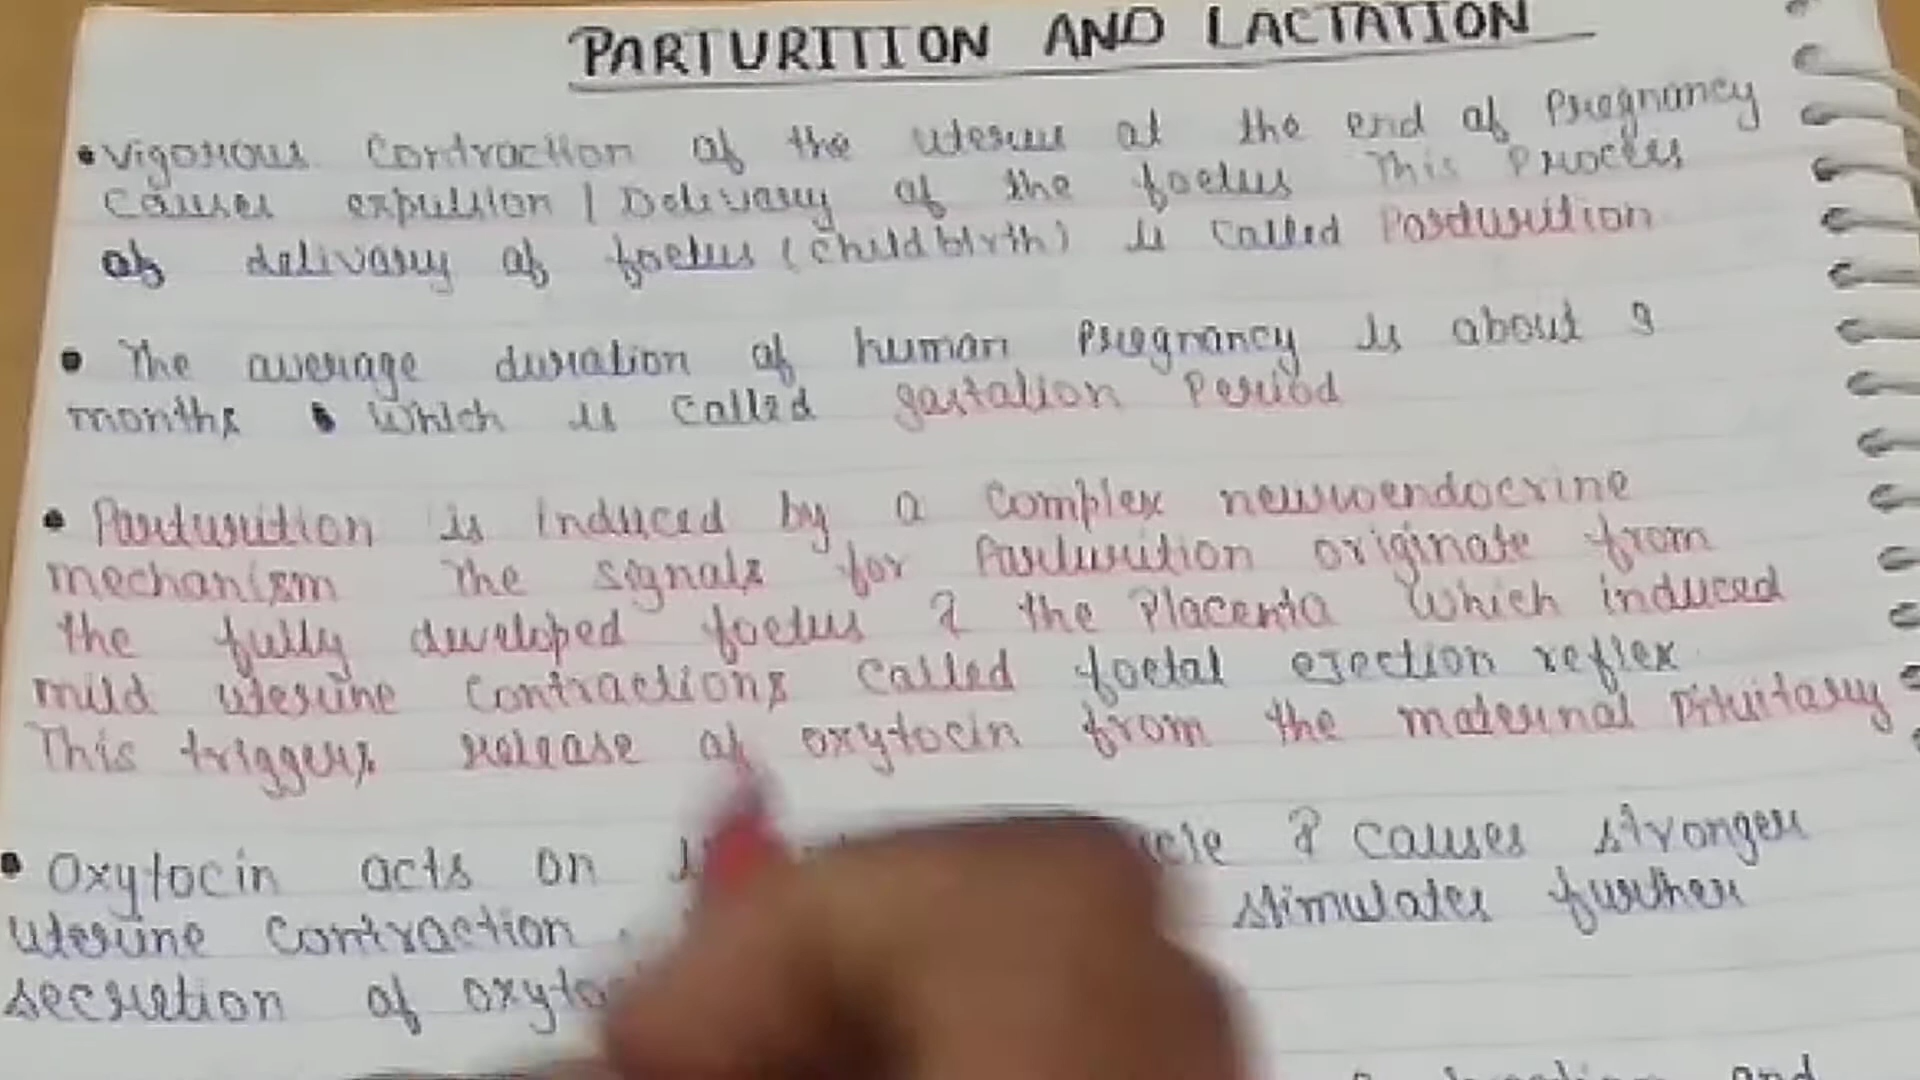 PARTURITION AND LACTATION
• Vigorous contraction of the uterus at the end of Pregnancy
causes expulsion / Delivary of the foetus This Process
of delivary of foetus (childbirth) is called Parturition
• The average duration of human Pregnancy is about 9
months which is called gestation Period
• Parturition is induced by a complex neuroendocrine
mechanism The signals for Parturition originate from
the fully developed foetus & the Placenta which induced
mild uterine contractions called foetal ejection reflex
This triggers release of oxytocin from the maternal Pituitary
• Oxytocin acts on & causes stronger
uterine contraction stimulates further
secretion of
and